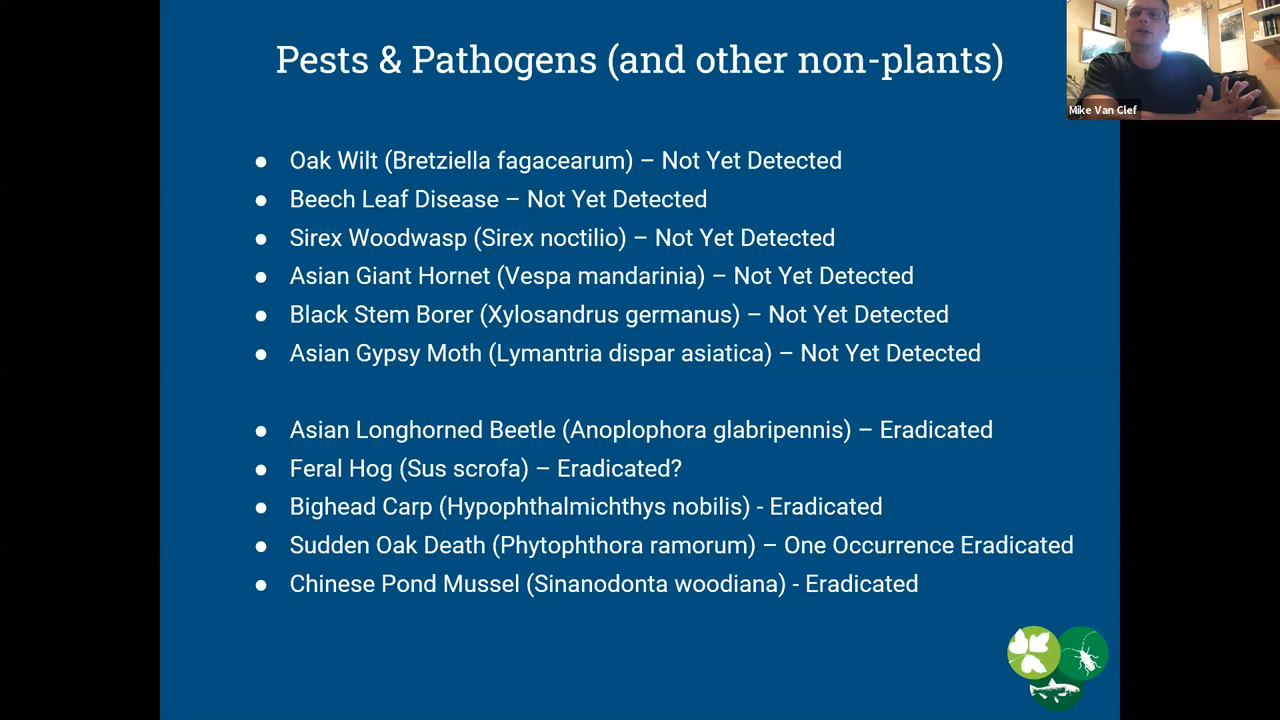 Pests & Pathogens (and other non-plants)
Mike Van Clef
● Oak Wilt (Bretziella fagacearum) – Not Yet Detected
● Beech Leaf Disease – Not Yet Detected
● Sirex Woodwasp (Sirex noctilio) – Not Yet Detected
● Asian Giant Hornet (Vespa mandarinia) – Not Yet Detected
● Black Stem Borer (Xylosandrus germanus) – Not Yet Detected
● Asian Gypsy Moth (Lymantria dispar asiatica) – Not Yet Detected
● Asian Longhorned Beetle (Anoplophora glabripennis) – Eradicated
● Feral Hog (Sus scrofa) – Eradicated?
● Bighead Carp (Hypophthalmichthys nobilis) - Eradicated
● Sudden Oak Death (Phytophthora ramorum) – One Occurrence Eradicated
● Chinese Pond Mussel (Sinanodonta woodiana) - Eradicated